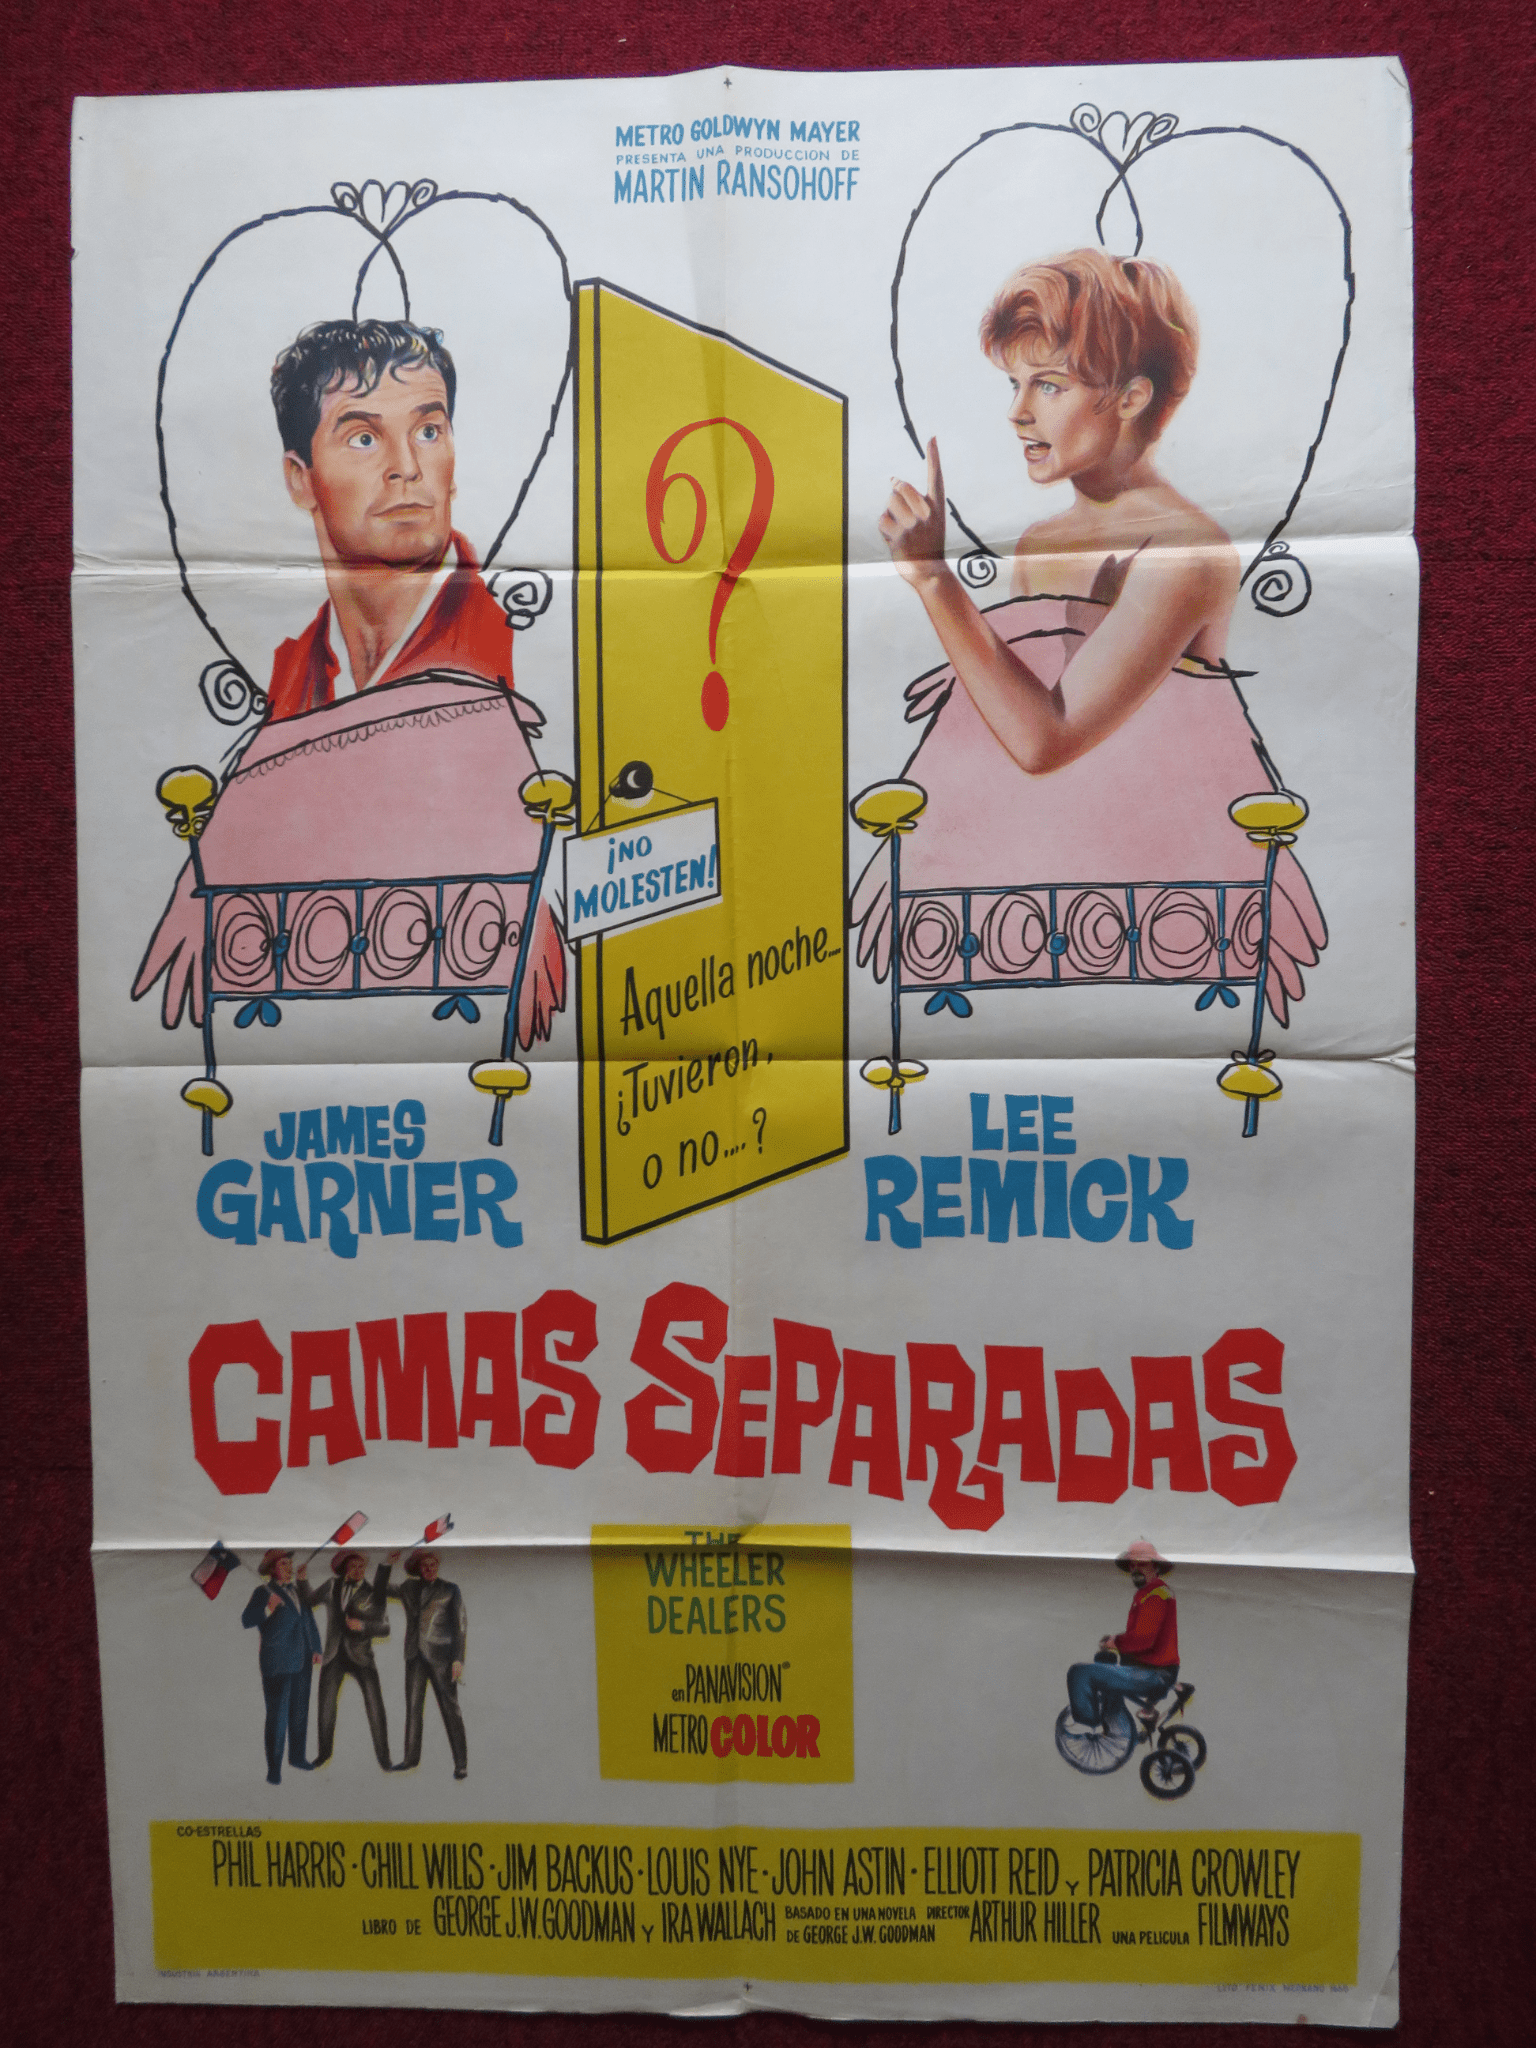 METRO GOLDWYN MAYER
PRESENTA UNA PRODUCCION DE
MARTIN RANSOHOFF
?
¡NO
MOLESTEN!
Aquella noche....
¿Tuvieron,
o no....?
JAMES
GARNER
LEE
REMICK
CAMAS SEPARADAS
THE
WHEELER
DEALERS
en PANAVISION®
METROCOLOR
CO-ESTRELLAS
PHIL HARRIS · CHILL WILLS · JIM BACKUS · LOUIS NYE · JOHN ASTIN · ELLIOTT REID Y PATRICIA CROWLEY
LIBRO DE GEORGE J.W. GOODMAN Y IRA WALLACH BASADO EN UNA NOVELA DE GEORGE J.W. GOODMAN DIRECTOR ARTHUR HILLER UNA PELICULA FILMWAYS
INDUSTRIA ARGENTINA
LITO FENIX